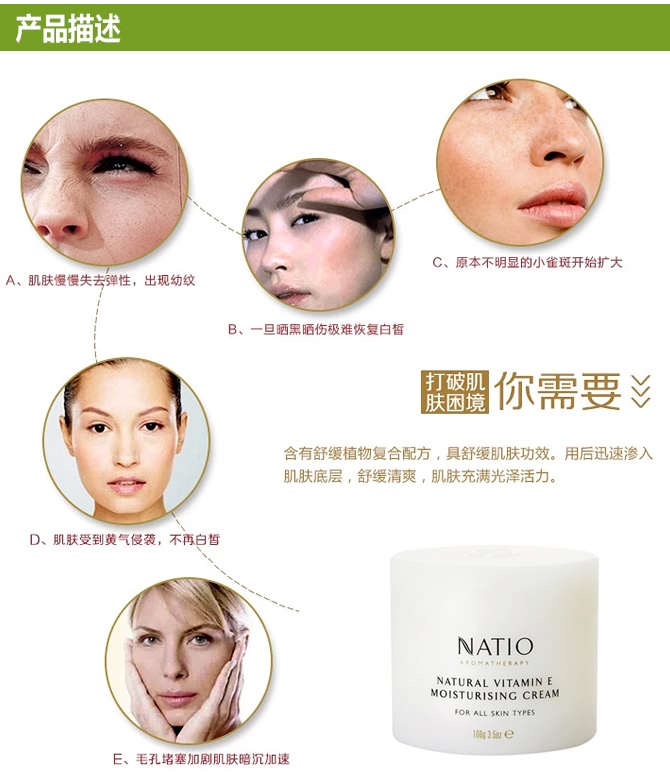 产品描述
A、肌肤慢慢失去弹性，出现幼纹
B、一旦晒黑晒伤极难恢复白皙
C、原本不明显的小雀斑开始扩大
打破肌
肤困境
你需要
含有舒缓植物复合配方，具舒缓肌肤功效。用后迅速渗入
肌肤底层，舒缓清爽，肌肤充满光泽活力。
D、肌肤受到黄气侵袭，不再白皙
NATIO
AROMATHERAPY
NATURAL VITAMIN E
MOISTURISING CREAM
FOR ALL SKIN TYPES
100g 3.5oz ℮
E、毛孔堵塞加剧肌肤暗沉加速